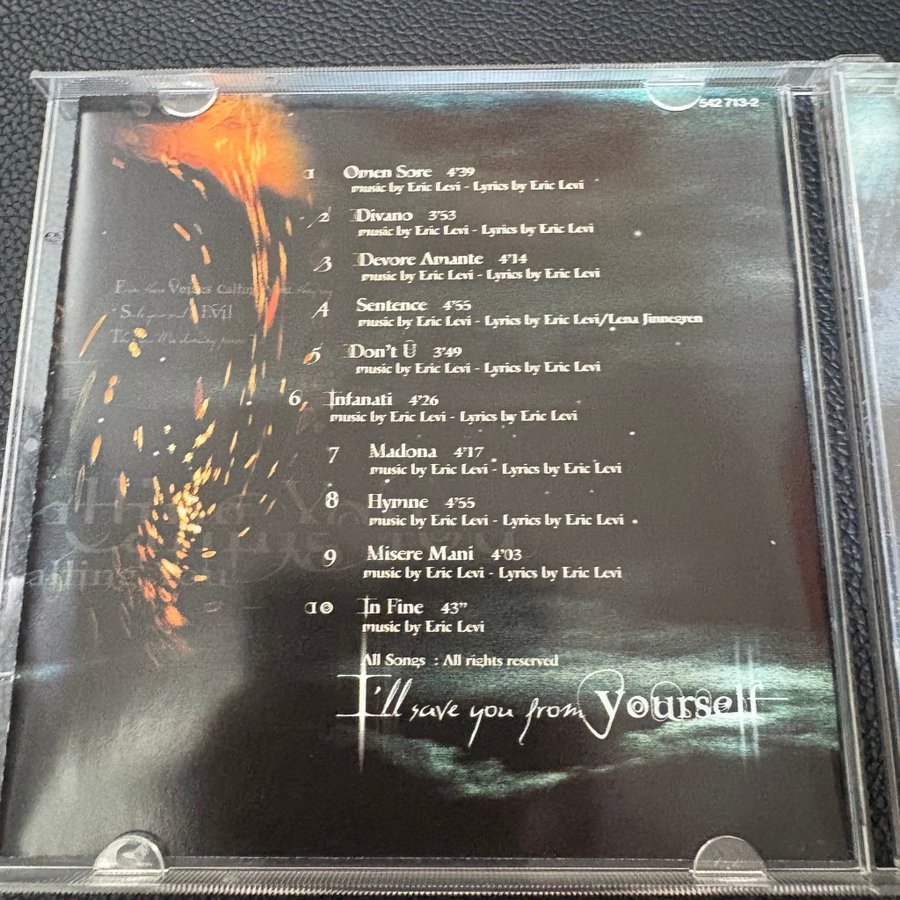 542 713-2
1 Omen Sore 4'39
music by Eric Levi - Lyrics by Eric Levi
2 Divano 3'53
music by Eric Levi - Lyrics by Eric Levi
3 Devore Amante 4'14
music by Eric Levi - Lyrics by Eric Levi
4 Sentence 4'55
music by Eric Levi - Lyrics by Eric Levi/Lena Jinnegren
5 Don't Û 3'49
music by Eric Levi - Lyrics by Eric Levi
6 Infanati 4'26
music by Eric Levi - Lyrics by Eric Levi
7 Madona 4'17
music by Eric Levi - Lyrics by Eric Levi
8 Hymne 4'55
music by Eric Levi - Lyrics by Eric Levi
9 Misere Mani 4'03
music by Eric Levi - Lyrics by Eric Levi
10 In Fine 43"
music by Eric Levi
All Songs : All rights reserved
I'll save you from yourself